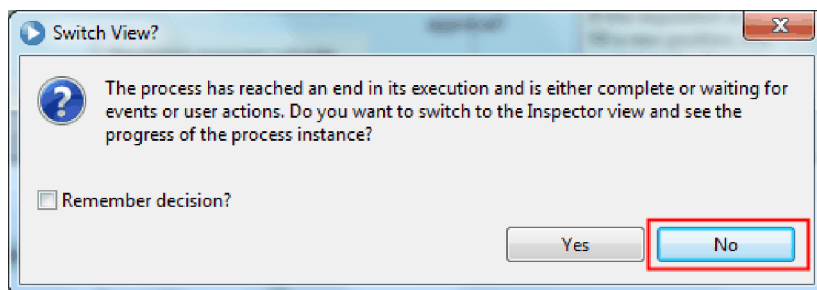 Switch View?
The process has reached an end in its execution and is either complete or waiting for
events or user actions. Do you want to switch to the Inspector view and see the
progress of the process instance?
Remember decision?
Yes No